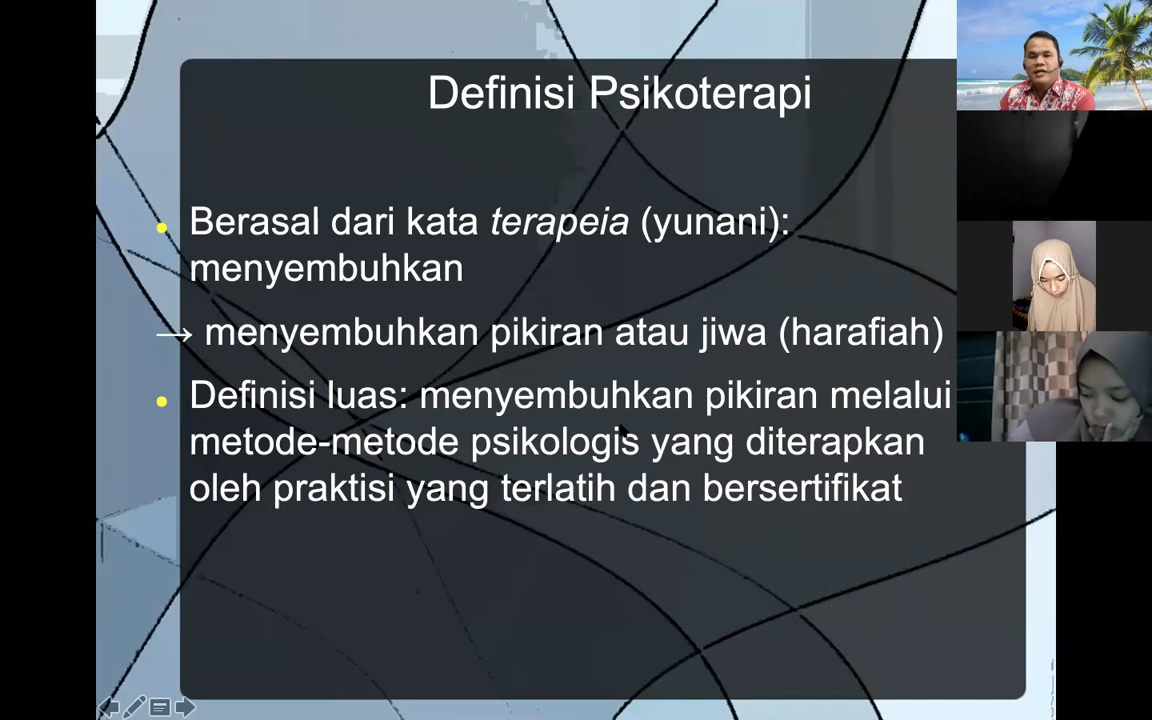 Definisi Psikoterapi
• Berasal dari kata terapeia (yunani):
menyembuhkan
→ menyembuhkan pikiran atau jiwa (harafiah)
• Definisi luas: menyembuhkan pikiran melalui
metode-metode psikologis yang diterapkan
oleh praktisi yang terlatih dan bersertifikat